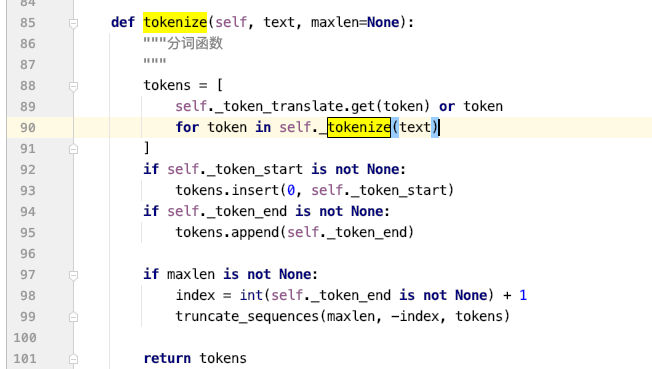 84
85 def tokenize(self, text, maxlen=None):
86 """分词函数
87 """
88 tokens = [
89 self._token_translate.get(token) or token
90 for token in self._tokenize(text)
91 ]
92 if self._token_start is not None:
93 tokens.insert(0, self._token_start)
94 if self._token_end is not None:
95 tokens.append(self._token_end)
96
97 if maxlen is not None:
98 index = int(self._token_end is not None) + 1
99 truncate_sequences(maxlen, -index, tokens)
100
101 return tokens